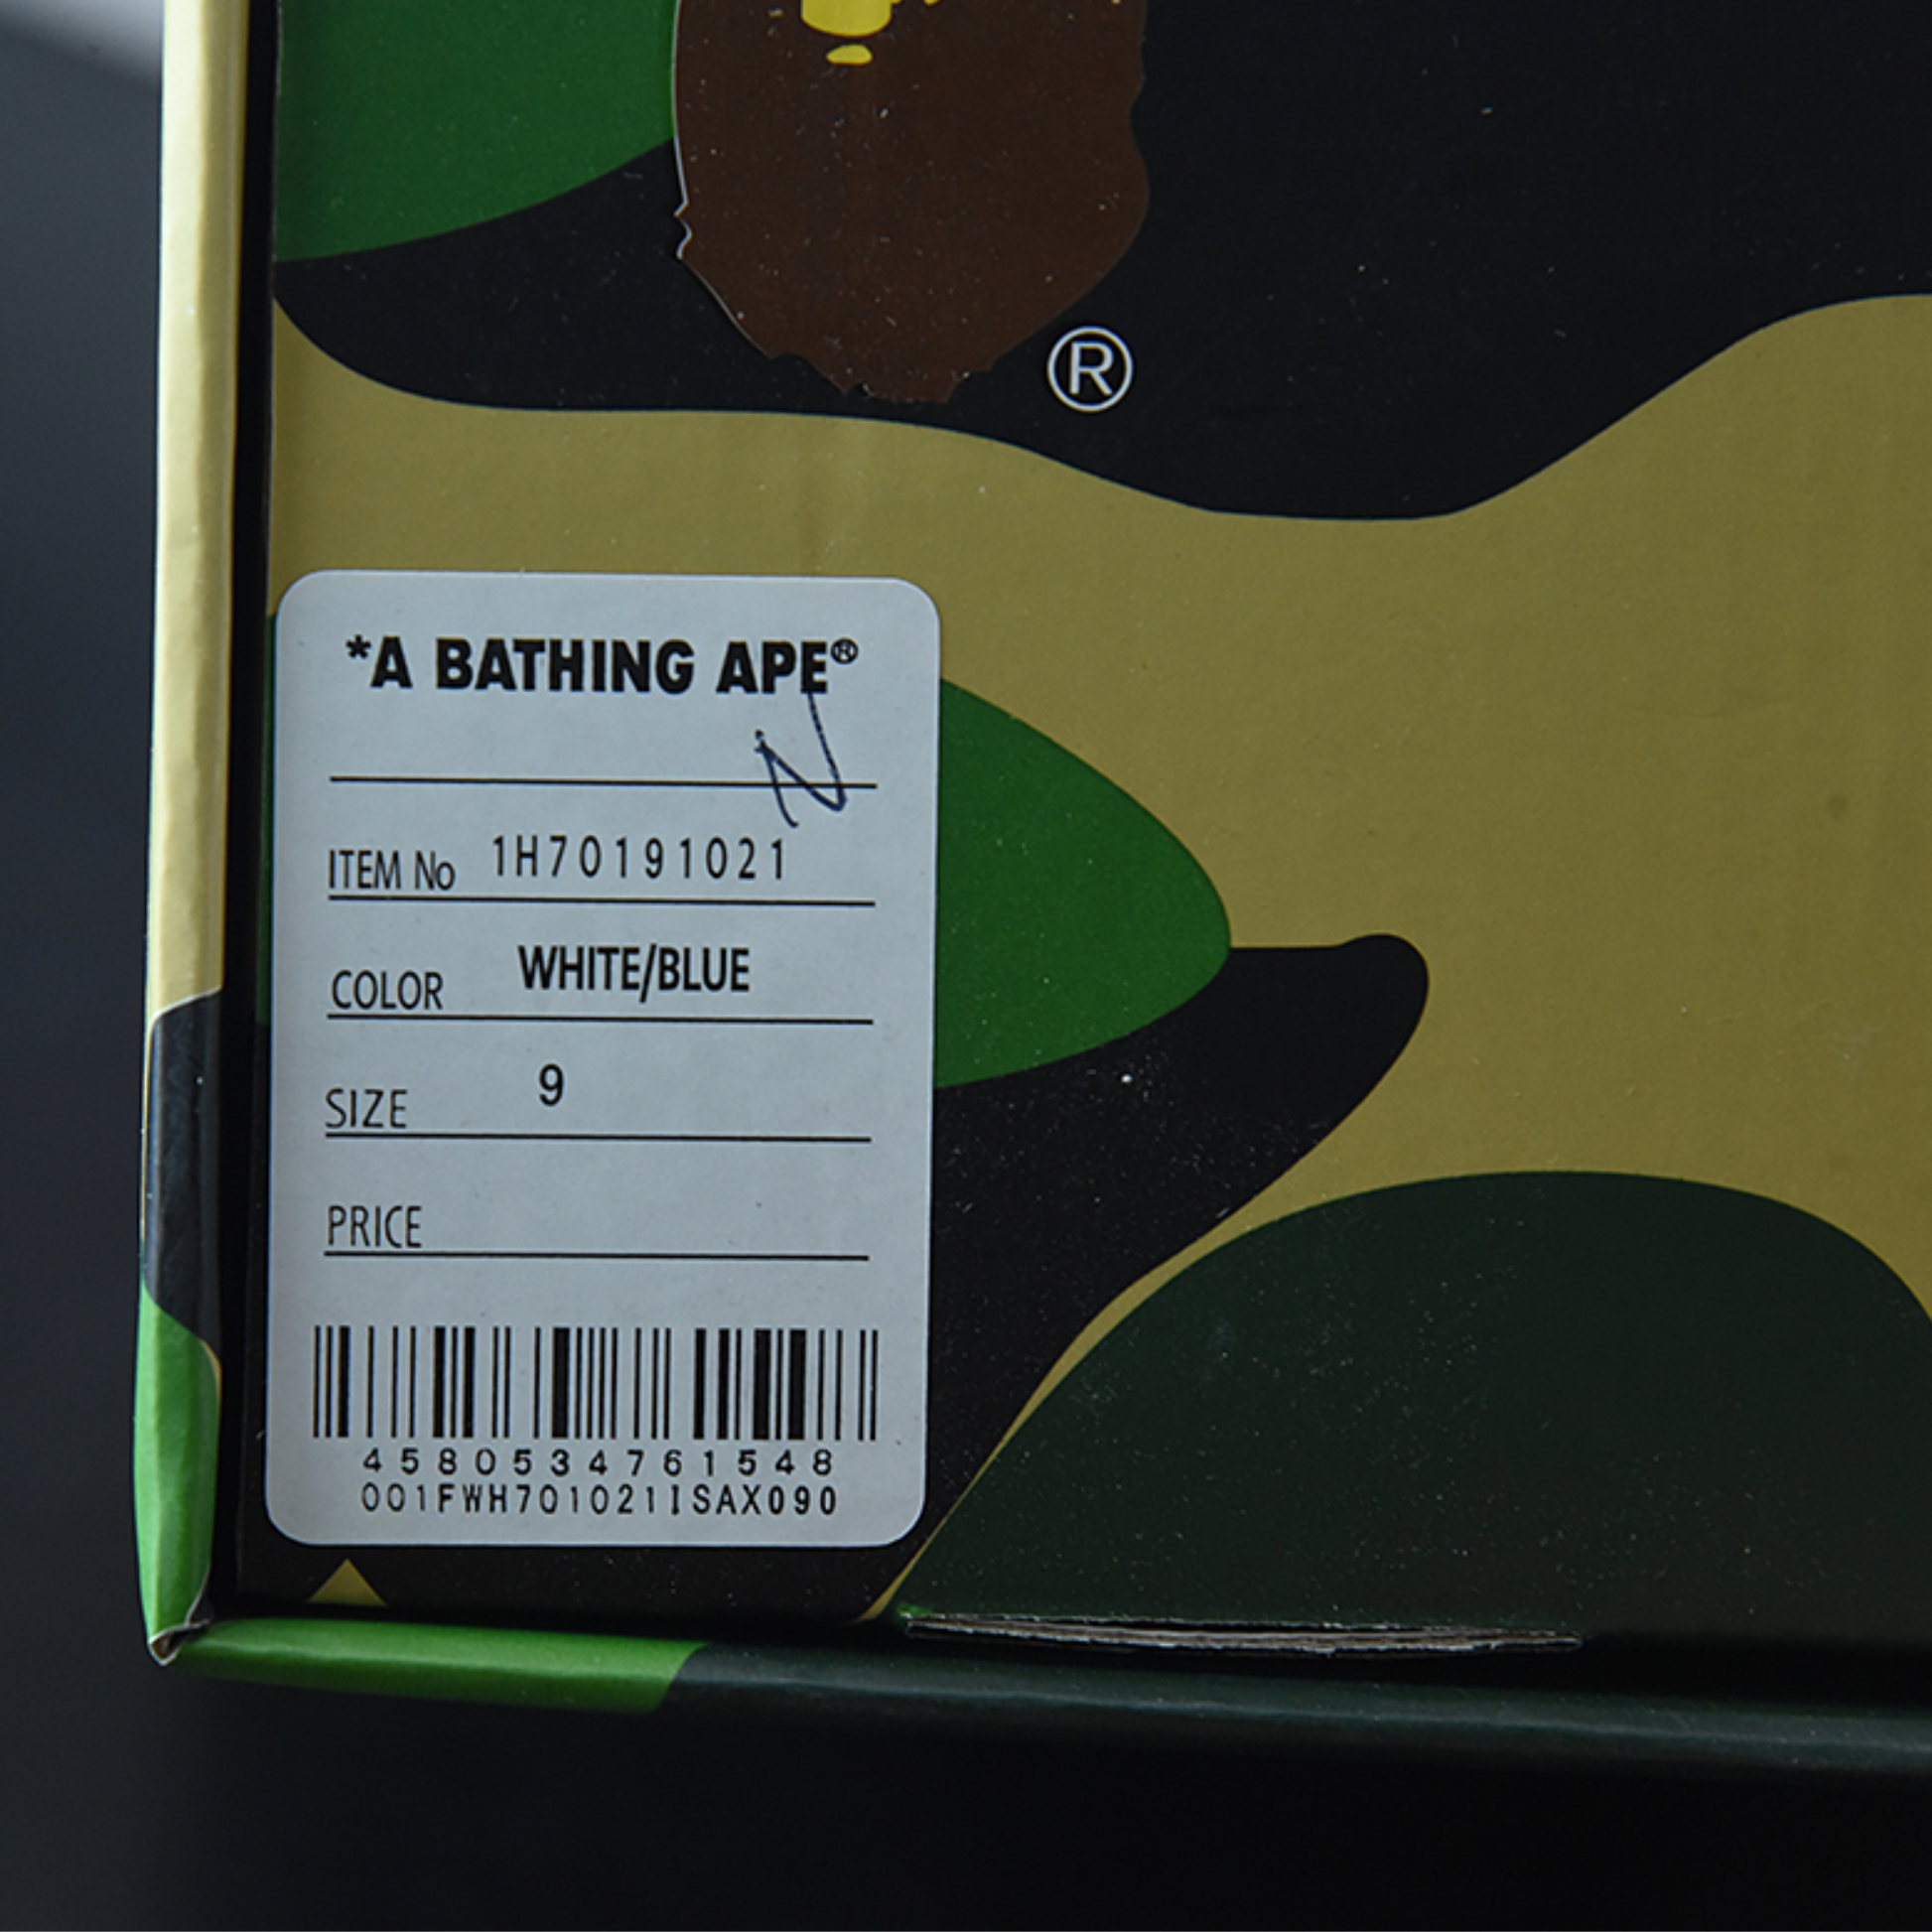 ®
*A BATHING APE®
N
ITEM No 1H70191021
COLOR WHITE/BLUE
SIZE 9
PRICE
4580534761548
001FWH701021ISAX090